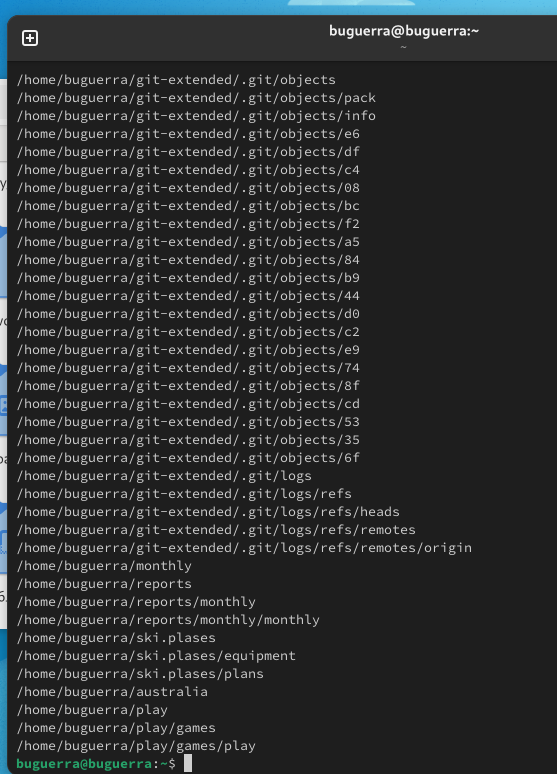 buguerra@buguerra:~
~
/home/buguerra/git-extended/.git/objects
/home/buguerra/git-extended/.git/objects/pack
/home/buguerra/git-extended/.git/objects/info
/home/buguerra/git-extended/.git/objects/e6
/home/buguerra/git-extended/.git/objects/df
/home/buguerra/git-extended/.git/objects/c4
/home/buguerra/git-extended/.git/objects/08
/home/buguerra/git-extended/.git/objects/bc
/home/buguerra/git-extended/.git/objects/f2
/home/buguerra/git-extended/.git/objects/a5
/home/buguerra/git-extended/.git/objects/84
/home/buguerra/git-extended/.git/objects/b9
/home/buguerra/git-extended/.git/objects/44
/home/buguerra/git-extended/.git/objects/d0
/home/buguerra/git-extended/.git/objects/c2
/home/buguerra/git-extended/.git/objects/e9
/home/buguerra/git-extended/.git/objects/74
/home/buguerra/git-extended/.git/objects/8f
/home/buguerra/git-extended/.git/objects/cd
/home/buguerra/git-extended/.git/objects/53
/home/buguerra/git-extended/.git/objects/35
/home/buguerra/git-extended/.git/objects/6f
/home/buguerra/git-extended/.git/logs
/home/buguerra/git-extended/.git/logs/refs
/home/buguerra/git-extended/.git/logs/refs/heads
/home/buguerra/git-extended/.git/logs/refs/remotes
/home/buguerra/git-extended/.git/logs/refs/remotes/origin
/home/buguerra/monthly
/home/buguerra/reports
/home/buguerra/reports/monthly
/home/buguerra/reports/monthly/monthly
/home/buguerra/ski.plases
/home/buguerra/ski.plases/equipment
/home/buguerra/ski.plases/plans
/home/buguerra/australia
/home/buguerra/play
/home/buguerra/play/games
/home/buguerra/play/games/play
buguerra@buguerra:~$